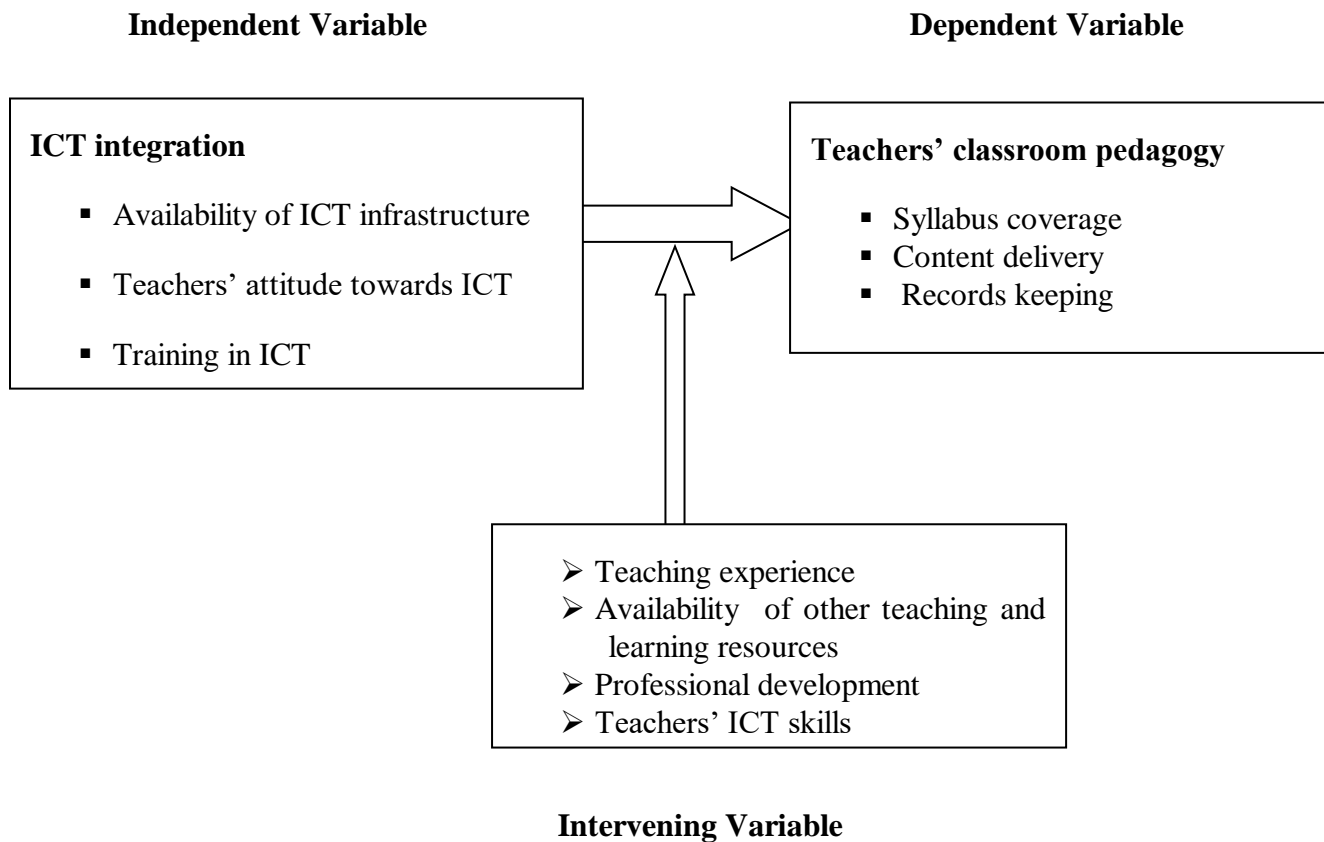 Independent Variable
Dependent Variable
ICT integration
▪ Availability of ICT infrastructure
▪ Teachers’ attitude towards ICT
▪ Training in ICT
Teachers’ classroom pedagogy
▪ Syllabus coverage
▪ Content delivery
▪ Records keeping
➢ Teaching experience
➢ Availability of other teaching and
learning resources
➢ Professional development
➢ Teachers’ ICT skills
Intervening Variable